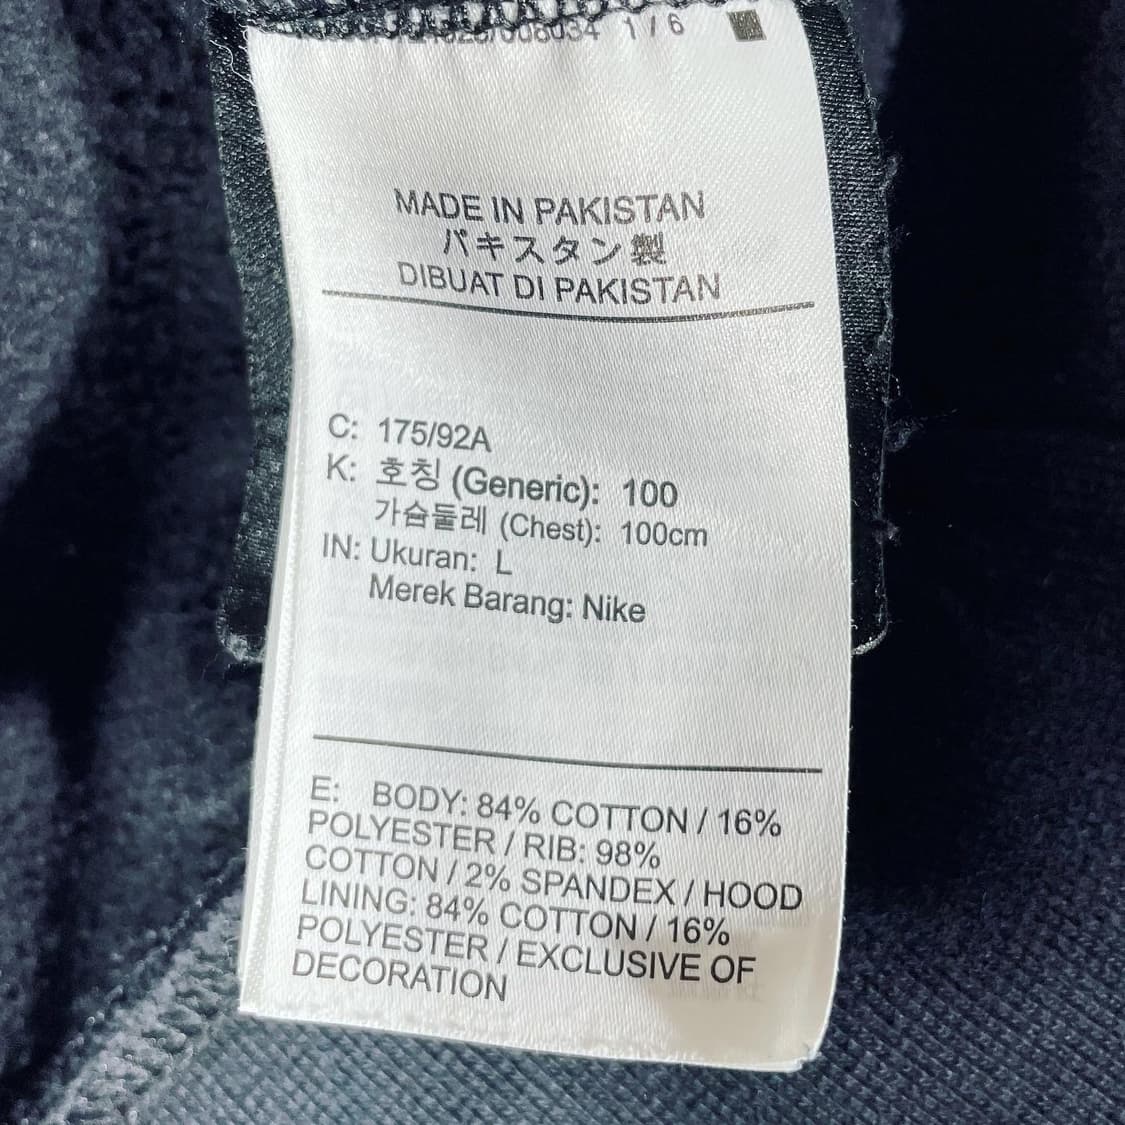 1 / 6
MADE IN PAKISTAN
パキスタン製
DIBUAT DI PAKISTAN
C: 175/92A
K: 호칭 (Generic): 100
가슴둘레 (Chest): 100cm
IN: Ukuran: L
Merek Barang: Nike
E: BODY: 84% COTTON / 16%
POLYESTER / RIB: 98%
COTTON / 2% SPANDEX / HOOD
LINING: 84% COTTON / 16%
POLYESTER / EXCLUSIVE OF
DECORATION